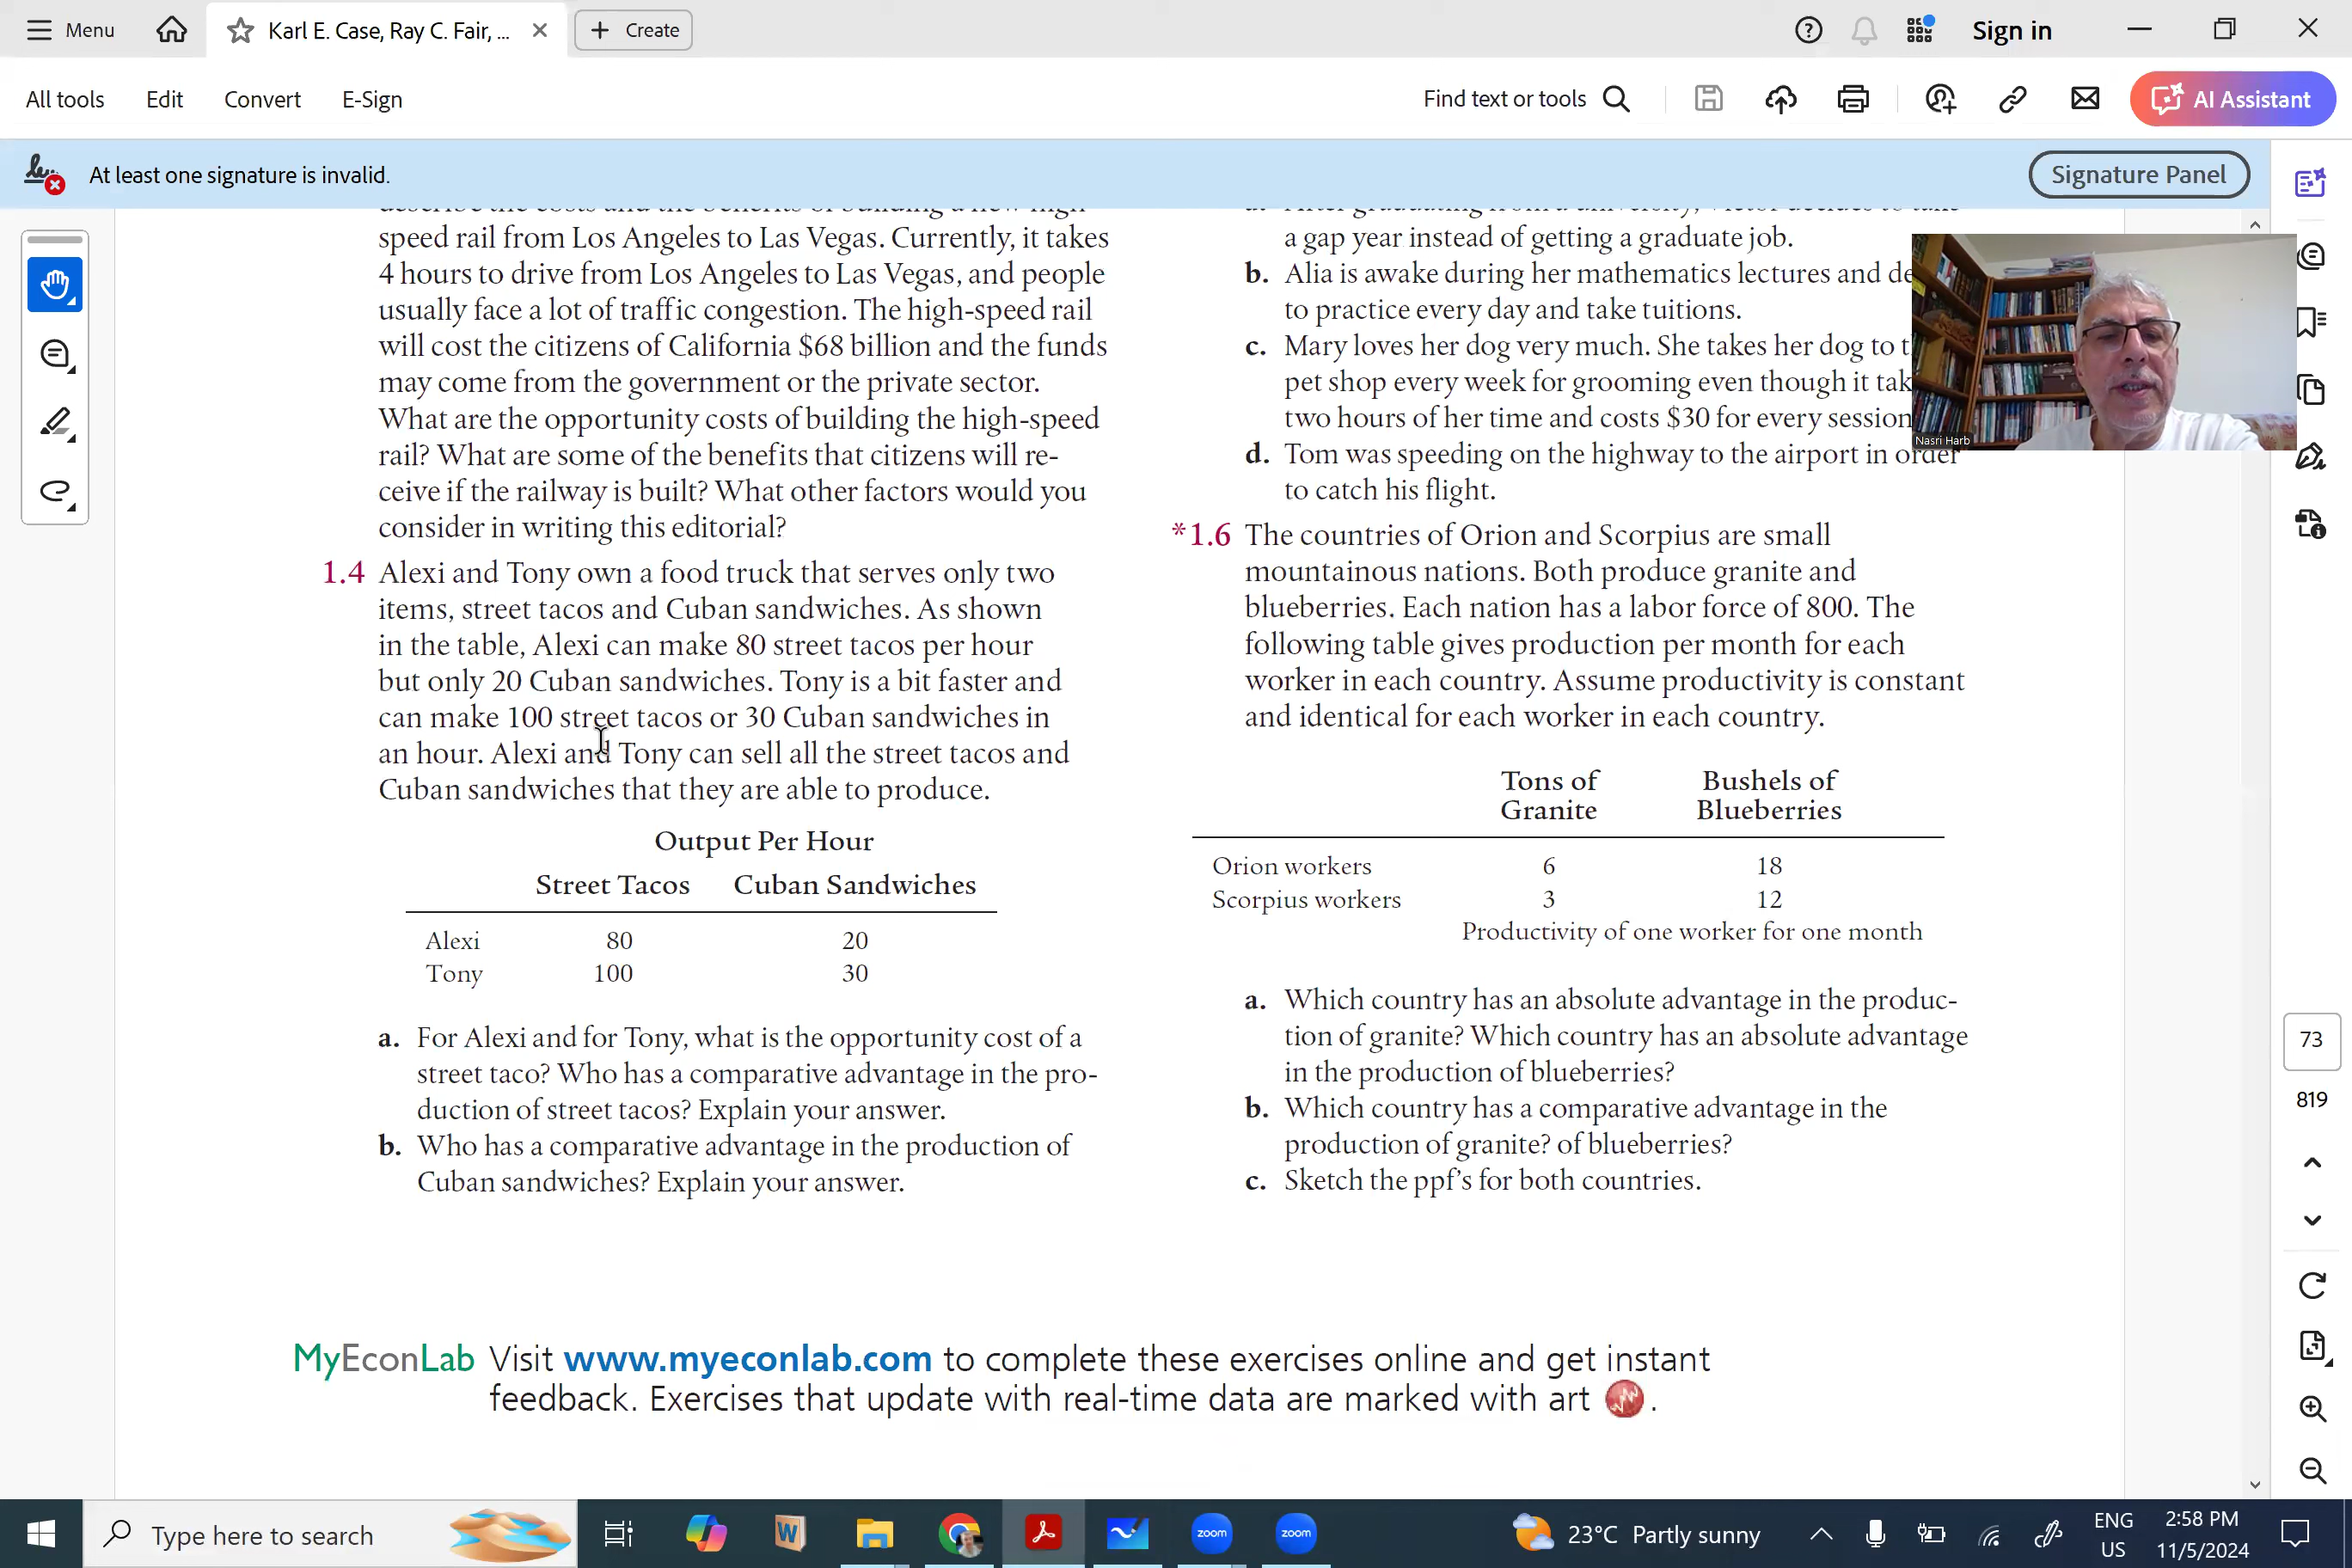 Menu
Karl E. Case, Ray C. Fair, ...
Create
Sign in
All tools
Edit
Convert
E-Sign
Find text or tools
AI Assistant
At least one signature is invalid.
Signature Panel
describe the costs and the benefits of building a new high-
speed rail from Los Angeles to Las Vegas. Currently, it takes
4 hours to drive from Los Angeles to Las Vegas, and people
usually face a lot of traffic congestion. The high-speed rail
will cost the citizens of California $68 billion and the funds
may come from the government or the private sector.
What are the opportunity costs of building the high-speed
rail? What are some of the benefits that citizens will re-
ceive if the railway is built? What other factors would you
consider in writing this editorial?
1.4 Alexi and Tony own a food truck that serves only two
items, street tacos and Cuban sandwiches. As shown
in the table, Alexi can make 80 street tacos per hour
but only 20 Cuban sandwiches. Tony is a bit faster and
can make 100 street tacos or 30 Cuban sandwiches in
an hour. Alexi and Tony can sell all the street tacos and
Cuban sandwiches that they are able to produce.
Output Per Hour
Street Tacos Cuban Sandwiches
Alexi 80 20
Tony 100 30
a. For Alexi and for Tony, what is the opportunity cost of a
street taco? Who has a comparative advantage in the pro-
duction of street tacos? Explain your answer.
b. Who has a comparative advantage in the production of
Cuban sandwiches? Explain your answer.
a. After graduating from a university, Victor decides to take
a gap year instead of getting a graduate job.
b. Alia is awake during her mathematics lectures and de
to practice every day and take tuitions.
c. Mary loves her dog very much. She takes her dog to t
pet shop every week for grooming even though it tak
two hours of her time and costs $30 for every session
d. Tom was speeding on the highway to the airport in order
to catch his flight.
*1.6 The countries of Orion and Scorpius are small
mountainous nations. Both produce granite and
blueberries. Each nation has a labor force of 800. The
following table gives production per month for each
worker in each country. Assume productivity is constant
and identical for each worker in each country.
Tons of Bushels of
Granite Blueberries
Orion workers 6 18
Scorpius workers 3 12
Productivity of one worker for one month
a. Which country has an absolute advantage in the produc-
tion of granite? Which country has an absolute advantage
in the production of blueberries?
b. Which country has a comparative advantage in the
production of granite? of blueberries?
c. Sketch the ppf's for both countries.
Nasri Harb
73
819
MyEconLab Visit www.myeconlab.com to complete these exercises online and get instant
feedback. Exercises that update with real-time data are marked with art .
Type here to search
W
zoom
zoom
23°C Partly sunny
ENG
US
2:58 PM
11/5/2024